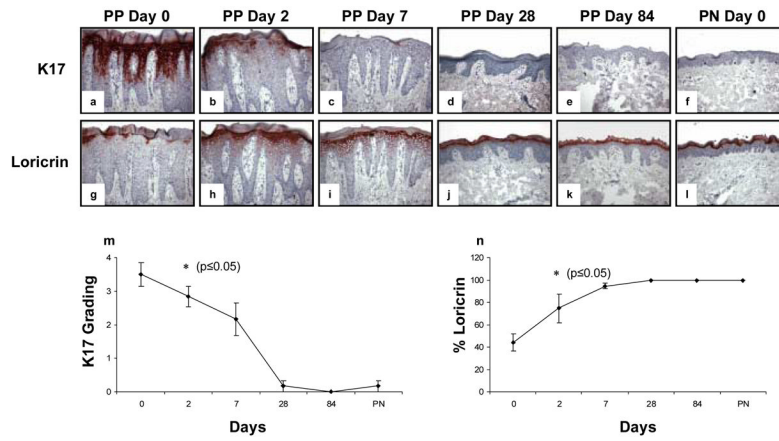 PP Day 0 PP Day 2 PP Day 7 PP Day 28 PP Day 84 PN Day 0
K17
a b c d e f
Loricrin
g h i j k l
m
* (p≤0.05)
K17 Grading
4
3
2
1
0
0 2 7 28 84 PN
Days
n
* (p≤0.05)
% Loricrin
120
100
80
60
40
20
0
0 2 7 28 84 PN
Days